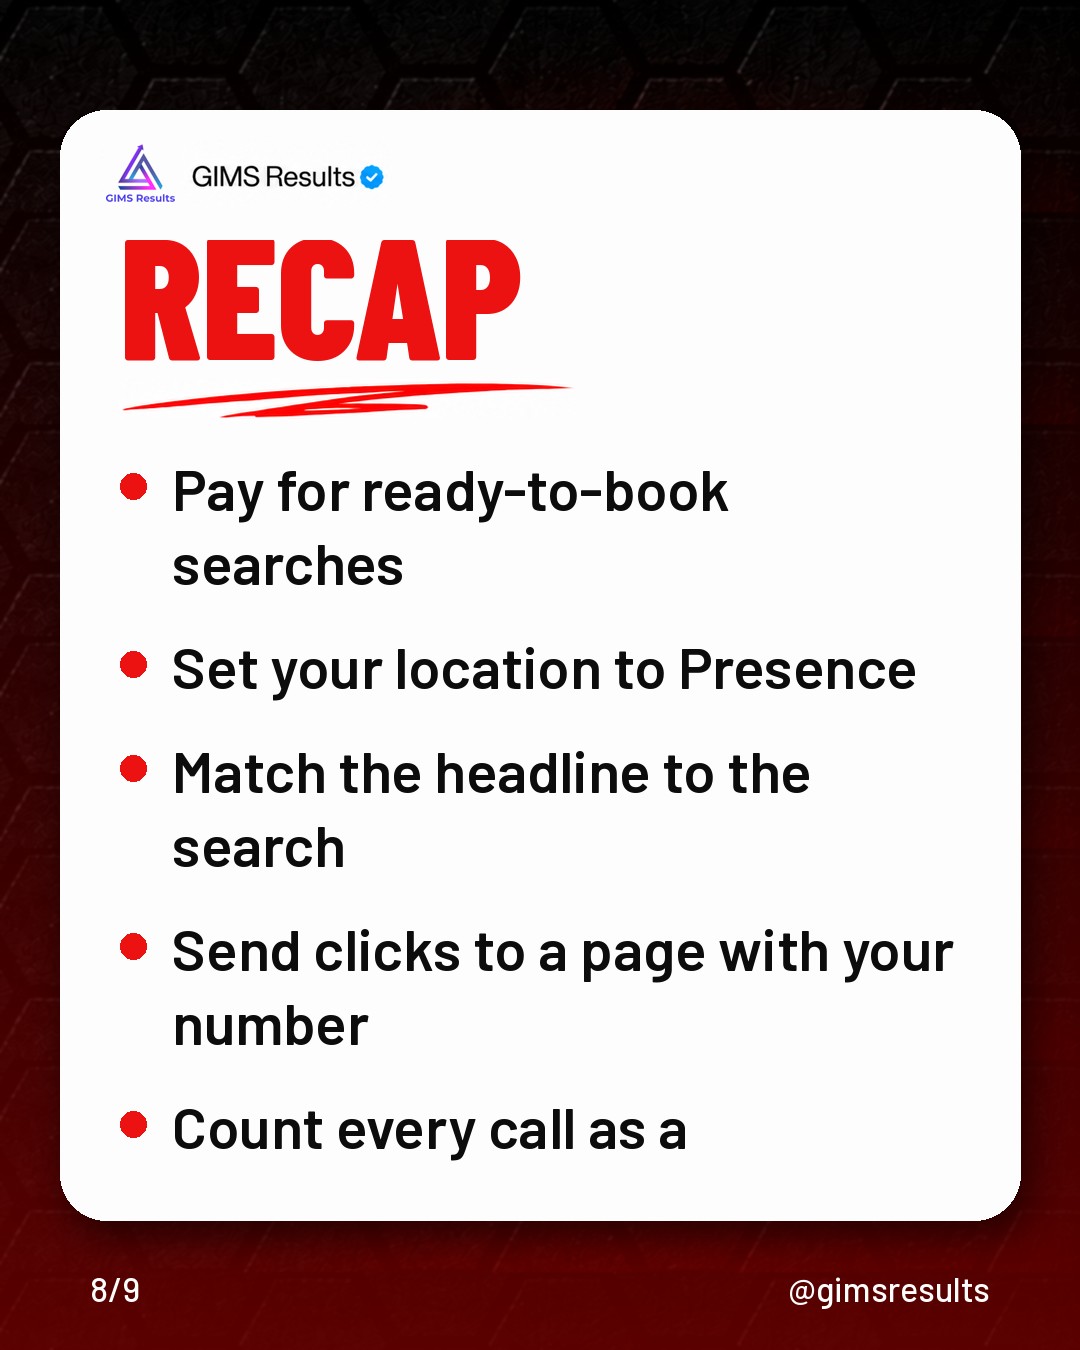 GIMS Results
GIMS Results
RECAP
Pay for ready-to-book
searches
Set your location to Presence
Match the headline to the
search
Send clicks to a page with your
number
Count every call as a
8/9
@gimsresults